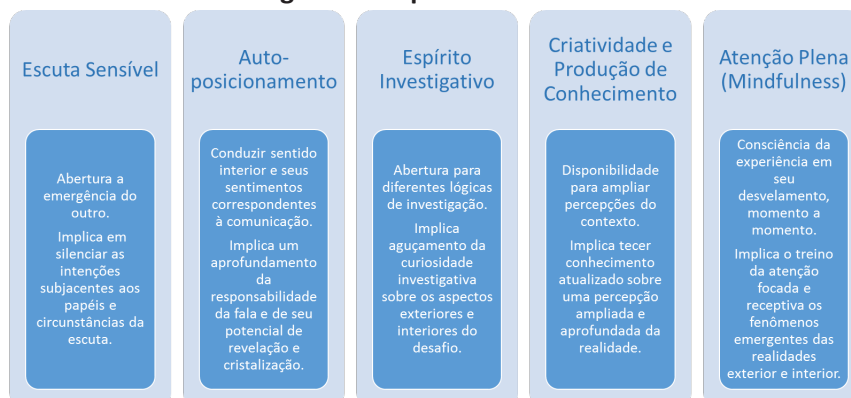 Escuta Sensível
Abertura a
emergência do
outro.
Implica em
silenciar as
intenções
subjacentes aos
papéis e
circunstâncias da
escuta.
Auto-
posicionamento
Conduzir sentido
interior e seus
sentimentos
correspondentes
à comunicação.
Implica um
aprofundamento
da
responsabilidade
da fala e de seu
potencial de
revelação e
cristalização.
Espírito
Investigativo
Abertura para
diferentes lógicas
de investigação.
Implica
aguçamento da
curiosidade
investigativa
sobre os aspectos
exteriores e
interiores do
desafio.
Criatividade e
Produção de
Conhecimento
Disponibilidade
para ampliar
percepções do
contexto.
Implica tecer
conhecimento
atualizado sobre
uma percepção
ampliada e
aprofundada da
realidade.
Atenção Plena
(Mindfulness)
Consciência da
experiência em
seu
desvelamento,
momento a
momento.
Implica o treino
da atenção
focada e
receptiva os
fenômenos
emergentes das
realidades
exterior e interior.